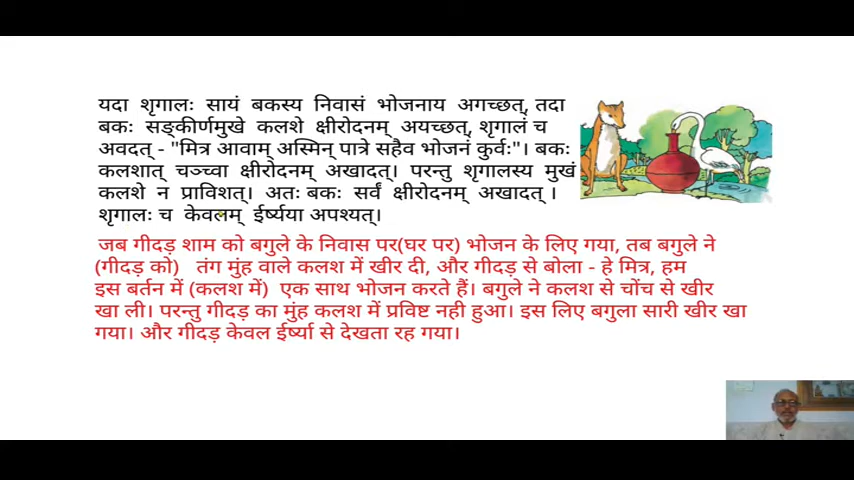 यदा शृगालः सायं बकस्य निवासं भोजनाय अगच्छत्, तदा
बकः सङ्कीर्णमुखे कलशे क्षीरोदनम् अयच्छत्, शृगालं च
अवदत् - "मित्र आवाम् अस्मिन् पात्रे सहैव भोजनं कुर्वः"। बकः
कलशात् चञ्च्वा क्षीरोदनम् अखादत्। परन्तु शृगालस्य मुखं
कलशे न प्राविशत्। अतः बकः सर्वं क्षीरोदनम् अखादत् ।
शृगालः च केवलम् ईर्ष्यया अपश्यत्।
जब गीदड़ शाम को बगुले के निवास पर(घर पर) भोजन के लिए गया, तब बगुले ने
(गीदड़ को) तंग मुंह वाले कलश में खीर दी, और गीदड़ से बोला - हे मित्र, हम
इस बर्तन में (कलश में) एक साथ भोजन करते हैं। बगुले ने कलश से चोंच से खीर
खा ली। परन्तु गीदड़ का मुंह कलश में प्रविष्ट नही हुआ। इस लिए बगुला सारी खीर खा
गया। और गीदड़ केवल ईर्ष्या से देखता रह गया।